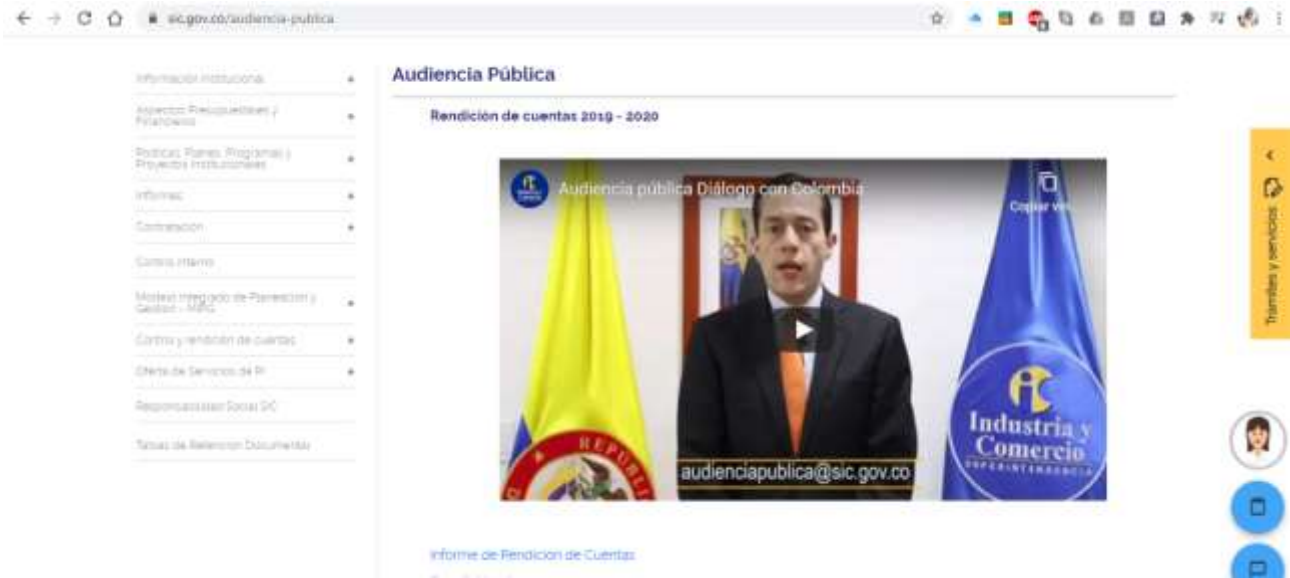 sic.gov.co/audiencia-publica
Información Institucional
Aspectos Presupuestales y
Financieros
Políticas, Planes, Programas y
Proyectos Institucionales
Informes
Contratación
Control Interno
Modelo Integrado de Planeación y
Gestión - MIPG
Control y rendición de cuentas
Oferta de Servicios de PI
Responsabilidad Social SIC
Tablas de Retención Documental
Audiencia Pública
Rendición de cuentas 2019 - 2020
Audiencia pública Diálogo con Colombia
Copiar
REPUB
Industria y
Comercio
SUPERINTENDENCIA
audienciapublica@sic.gov.co
Informe de Rendición de Cuentas
Trámites y servicios